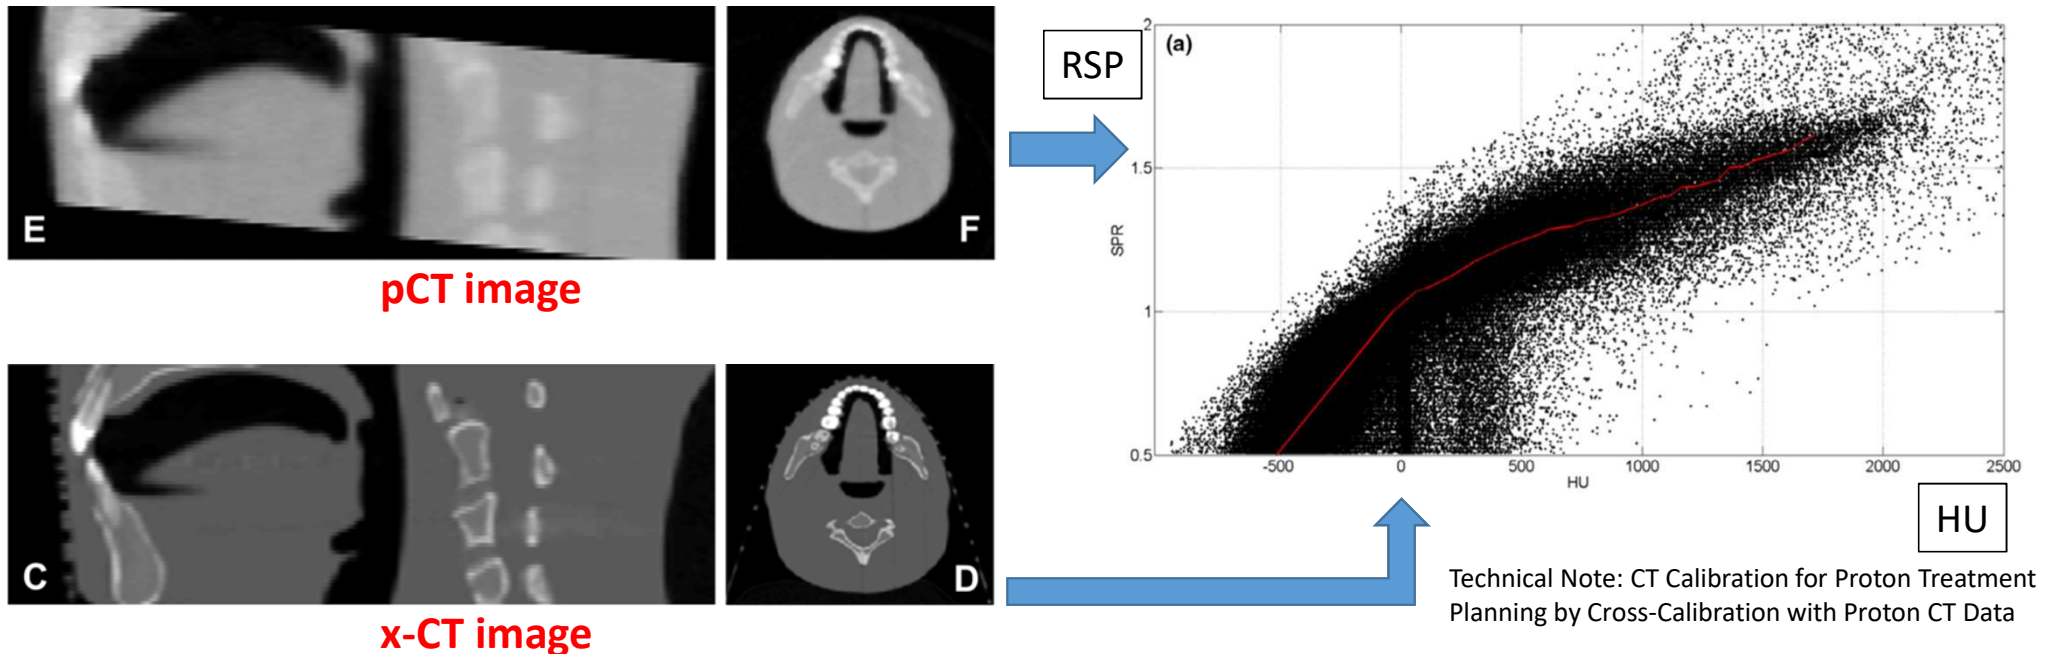 E
F
pCT image
C
D
x-CT image
RSP
(a)
2
1.5
1
0.5
SPR
-500
0
500
1000
1500
2000
2500
HU
HU
Technical Note: CT Calibration for Proton Treatment
Planning by Cross-Calibration with Proton CT Data